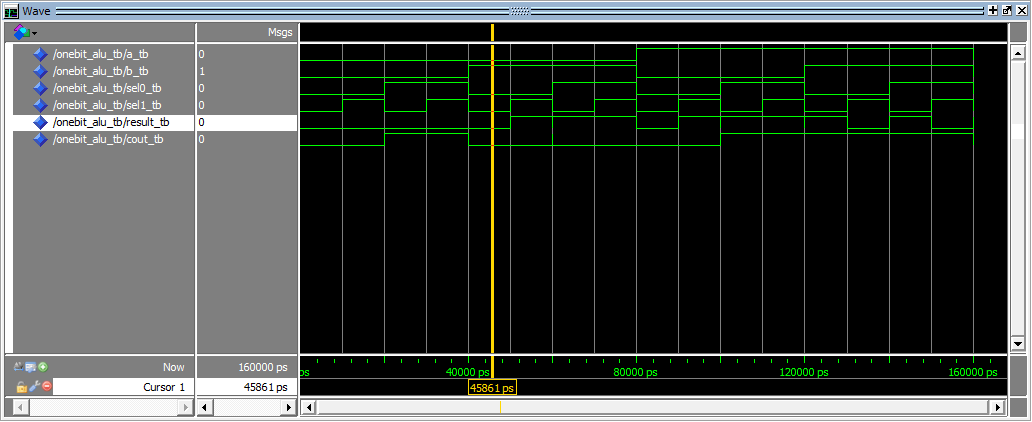 Wave
Msgs
/onebit_alu_tb/a_tb 0
/onebit_alu_tb/b_tb 1
/onebit_alu_tb/sel0_tb 0
/onebit_alu_tb/sel1_tb 0
/onebit_alu_tb/result_tb 0
/onebit_alu_tb/cout_tb 0
Now 160000 ps ps 40000 ps 80000 ps 120000 ps 160000 ps
Cursor 1 45861 ps 45861 ps